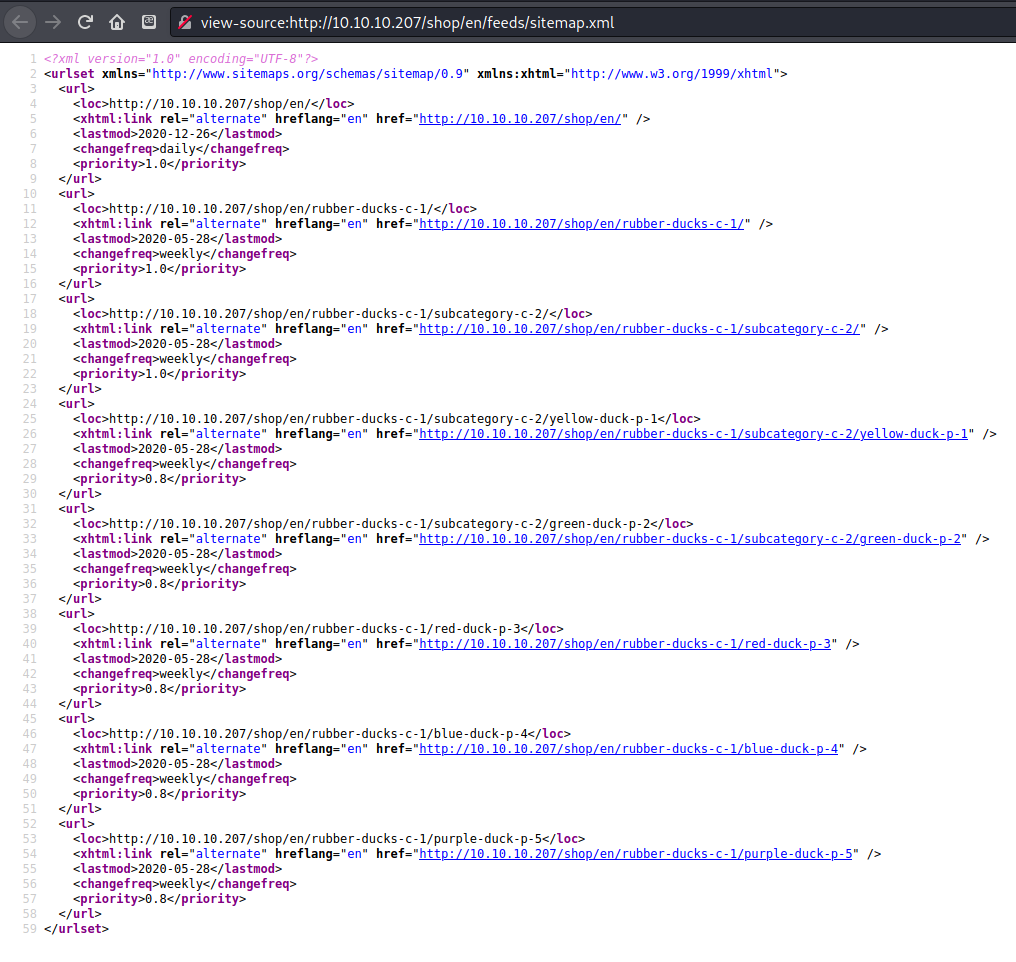 view-source:http://10.10.10.207/shop/en/feeds/sitemap.xml
1 <?xml version="1.0" encoding="UTF-8"?>
2 <urlset xmlns="http://www.sitemaps.org/schemas/sitemap/0.9" xmlns:xhtml="http://www.w3.org/1999/xhtml">
3 <url>
4 <loc>http://10.10.10.207/shop/en/</loc>
5 <xhtml:link rel="alternate" hreflang="en" href="http://10.10.10.207/shop/en/" />
6 <lastmod>2020-12-26</lastmod>
7 <changefreq>daily</changefreq>
8 <priority>1.0</priority>
9 </url>
10 <url>
11 <loc>http://10.10.10.207/shop/en/rubber-ducks-c-1/</loc>
12 <xhtml:link rel="alternate" hreflang="en" href="http://10.10.10.207/shop/en/rubber-ducks-c-1/" />
13 <lastmod>2020-05-28</lastmod>
14 <changefreq>weekly</changefreq>
15 <priority>1.0</priority>
16 </url>
17 <url>
18 <loc>http://10.10.10.207/shop/en/rubber-ducks-c-1/subcategory-c-2/</loc>
19 <xhtml:link rel="alternate" hreflang="en" href="http://10.10.10.207/shop/en/rubber-ducks-c-1/subcategory-c-2/" />
20 <lastmod>2020-05-28</lastmod>
21 <changefreq>weekly</changefreq>
22 <priority>1.0</priority>
23 </url>
24 <url>
25 <loc>http://10.10.10.207/shop/en/rubber-ducks-c-1/subcategory-c-2/yellow-duck-p-1</loc>
26 <xhtml:link rel="alternate" hreflang="en" href="http://10.10.10.207/shop/en/rubber-ducks-c-1/subcategory-c-2/yellow-duck-p-1" />
27 <lastmod>2020-05-28</lastmod>
28 <changefreq>weekly</changefreq>
29 <priority>0.8</priority>
30 </url>
31 <url>
32 <loc>http://10.10.10.207/shop/en/rubber-ducks-c-1/subcategory-c-2/green-duck-p-2</loc>
33 <xhtml:link rel="alternate" hreflang="en" href="http://10.10.10.207/shop/en/rubber-ducks-c-1/subcategory-c-2/green-duck-p-2" />
34 <lastmod>2020-05-28</lastmod>
35 <changefreq>weekly</changefreq>
36 <priority>0.8</priority>
37 </url>
38 <url>
39 <loc>http://10.10.10.207/shop/en/rubber-ducks-c-1/red-duck-p-3</loc>
40 <xhtml:link rel="alternate" hreflang="en" href="http://10.10.10.207/shop/en/rubber-ducks-c-1/red-duck-p-3" />
41 <lastmod>2020-05-28</lastmod>
42 <changefreq>weekly</changefreq>
43 <priority>0.8</priority>
44 </url>
45 <url>
46 <loc>http://10.10.10.207/shop/en/rubber-ducks-c-1/blue-duck-p-4</loc>
47 <xhtml:link rel="alternate" hreflang="en" href="http://10.10.10.207/shop/en/rubber-ducks-c-1/blue-duck-p-4" />
48 <lastmod>2020-05-28</lastmod>
49 <changefreq>weekly</changefreq>
50 <priority>0.8</priority>
51 </url>
52 <url>
53 <loc>http://10.10.10.207/shop/en/rubber-ducks-c-1/purple-duck-p-5</loc>
54 <xhtml:link rel="alternate" hreflang="en" href="http://10.10.10.207/shop/en/rubber-ducks-c-1/purple-duck-p-5" />
55 <lastmod>2020-05-28</lastmod>
56 <changefreq>weekly</changefreq>
57 <priority>0.8</priority>
58 </url>
59 </urlset>